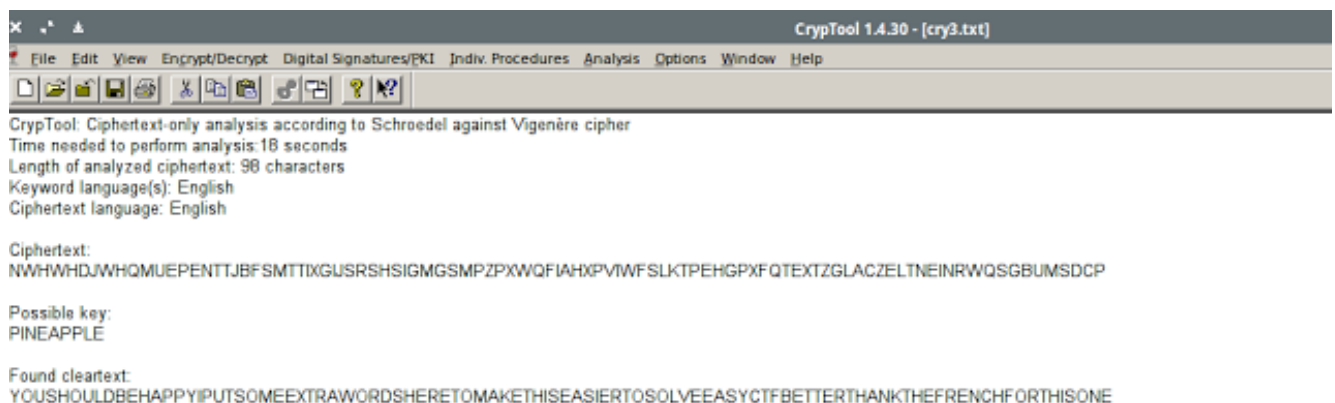 CrypTool 1.4.30 - [cry3.txt]
File Edit View Encrypt/Decrypt Digital Signatures/PKI Indiv. Procedures Analysis Options Window Help
CrypTool: Ciphertext-only analysis according to Schroedel against Vigenère cipher
Time needed to perform analysis:18 seconds
Length of analyzed ciphertext: 98 characters
Keyword language(s): English
Ciphertext language: English
Ciphertext:
NWHWHDJWHQMUEPENTTJBFSMTTIXGIJSRSHSIGMGSMPZPXWQFIAHXPVIWFSLKTPEHGPXFQTEXTZGLACZELTNEINRWQSGBUMSDCP
Possible key:
PINEAPPLE
Found cleartext:
YOUSHOULDBEHAPPYIPUTSOMEEXTRAWORDSHERETOMAKETHISEASIERTOSOLVEEASYCTFBETTERTHANKTHEFRENCHFORTHISONE